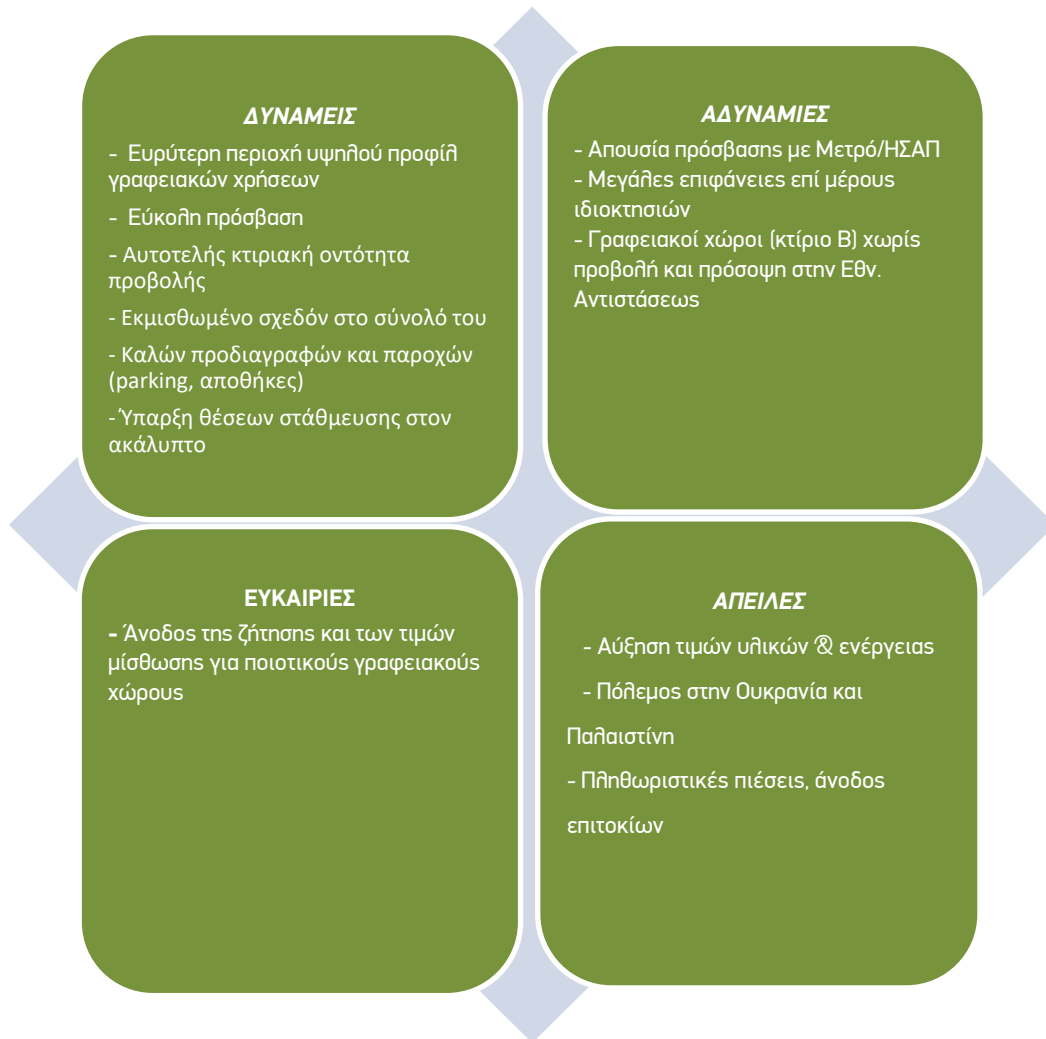 ΔΥΝΑΜΕΙΣ
- Ευρύτερη περιοχή υψηλού προφίλ
γραφειακών χρήσεων
- Εύκολη πρόσβαση
- Αυτοτελής κτιριακή οντότητα
προβολής
- Εκμισθωμένο σχεδόν στο σύνολό του
- Καλών προδιαγραφών και παροχών
(parking, αποθήκες)
- Ύπαρξη θέσεων στάθμευσης στον
ακάλυπτο
ΑΔΥΝΑΜΙΕΣ
- Απουσία πρόσβασης με Μετρό/ΗΣΑΠ
- Μεγάλες επιφάνειες επί μέρους
ιδιοκτησιών
- Γραφειακοί χώροι (κτίριο Β) χωρίς
προβολή και πρόσοψη στην Εθν.
Αντιστάσεως
ΕΥΚΑΙΡΙΕΣ
- Άνοδος της ζήτησης και των τιμών
μίσθωσης για ποιοτικούς γραφειακούς
χώρους
ΑΠΕΙΛΕΣ
- Αύξηση τιμών υλικών & ενέργειας
- Πόλεμος στην Ουκρανία και
Παλαιστίνη
- Πληθωριστικές πιέσεις, άνοδος
επιτοκίων